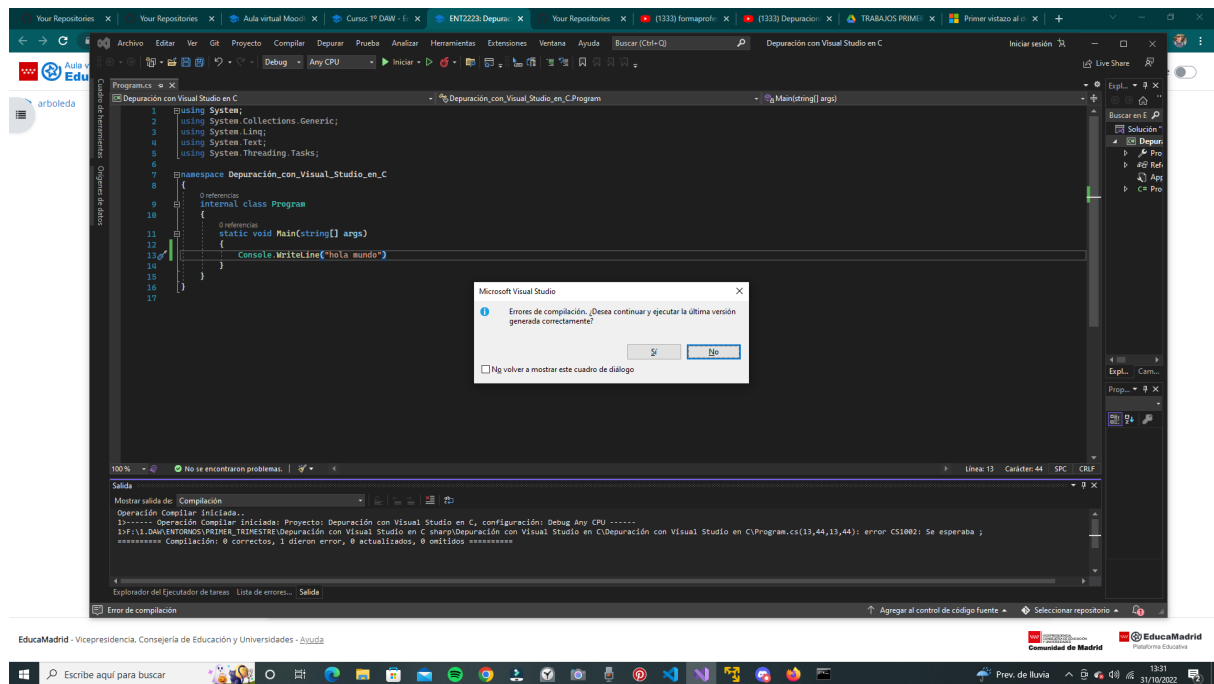 Your Repositories
Your Repositories
Aula virtual Moodl
Curso: 1º DAW - E
ENT2223: Depurac
Your Repositories
(1333) formaprofe
(1333) Depuracion
TRABAJOS PRIMER
Primer vistazo al d
Archivo Editar Ver Git Proyecto Compilar Depurar Prueba Analizar Herramientas Extensiones Ventana Ayuda Buscar (Ctrl+Q) Depuración con Visual Studio en C Iniciar sesión
Aula v
Edu
Debug Any CPU Iniciar Live Share
arboleda
Cuadro de herramientas Orígenes de datos
Program.cs
Expl...
Depuración con Visual Studio en C Depuración_con_Visual_Studio_en_C.Program Main(string[] args)
Buscar en E
Solución "
Depura
Pro
Refe
App
C# Pro
1 using System;
2 using System.Collections.Generic;
3 using System.Linq;
4 using System.Text;
5 using System.Threading.Tasks;
6
7 namespace Depuración_con_Visual_Studio_en_C
8 {
0 referencias
9 internal class Program
10 {
0 referencias
11 static void Main(string[] args)
12 {
13 Console.WriteLine("hola mundo")
14 }
15 }
16 }
17
Microsoft Visual Studio
Errores de compilación. ¿Desea continuar y ejecutar la última versión
generada correctamente?
Sí No
No volver a mostrar este cuadro de diálogo
Expl... Cam...
Prop...
100 % No se encontraron problemas. Línea: 13 Carácter: 44 SPC CRLF
Salida
Mostrar salida de: Compilación
Operación Compilar iniciada..
1>------ Operación Compilar iniciada: Proyecto: Depuración con Visual Studio en C, configuración: Debug Any CPU ------
1>F:\1.DAW\ENTORNOS\PRIMER_TRIMESTRE\Depuración con Visual Studio en C sharp\Depuración con Visual Studio en C\Depuración con Visual Studio en C\Program.cs(13,44,13,44): error CS1002: Se esperaba ;
========== Compilación: 0 correctos, 1 dieron error, 0 actualizados, 0 omitidos ==========
Explorador del Ejecutador de tareas Lista de errores... Salida
Error de compilación Agregar al control de código fuente Seleccionar repositorio
EducaMadrid - Vicepresidencia, Consejería de Educación y Universidades - Ayuda
Comunidad de Madrid
EducaMadrid
Plataforma Educativa
Escribe aquí para buscar
Prev. de lluvia
13:31
31/10/2022